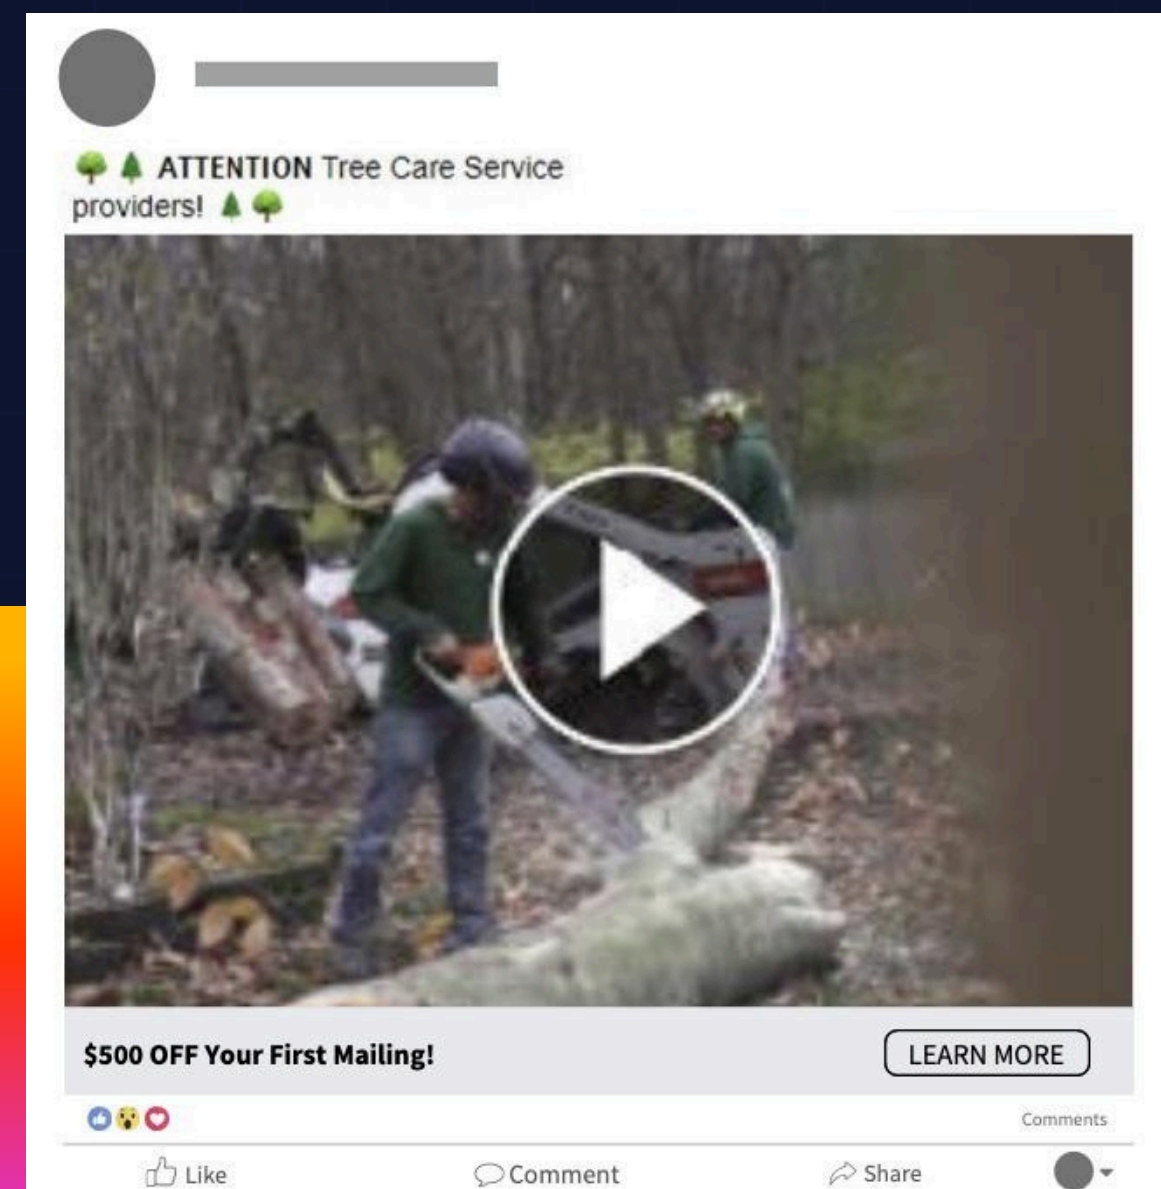 🌳🌲 ATTENTION Tree Care Service
providers! 🌲🌳
$500 OFF Your First Mailing!
LEARN MORE
Comments
Like
Comment
Share